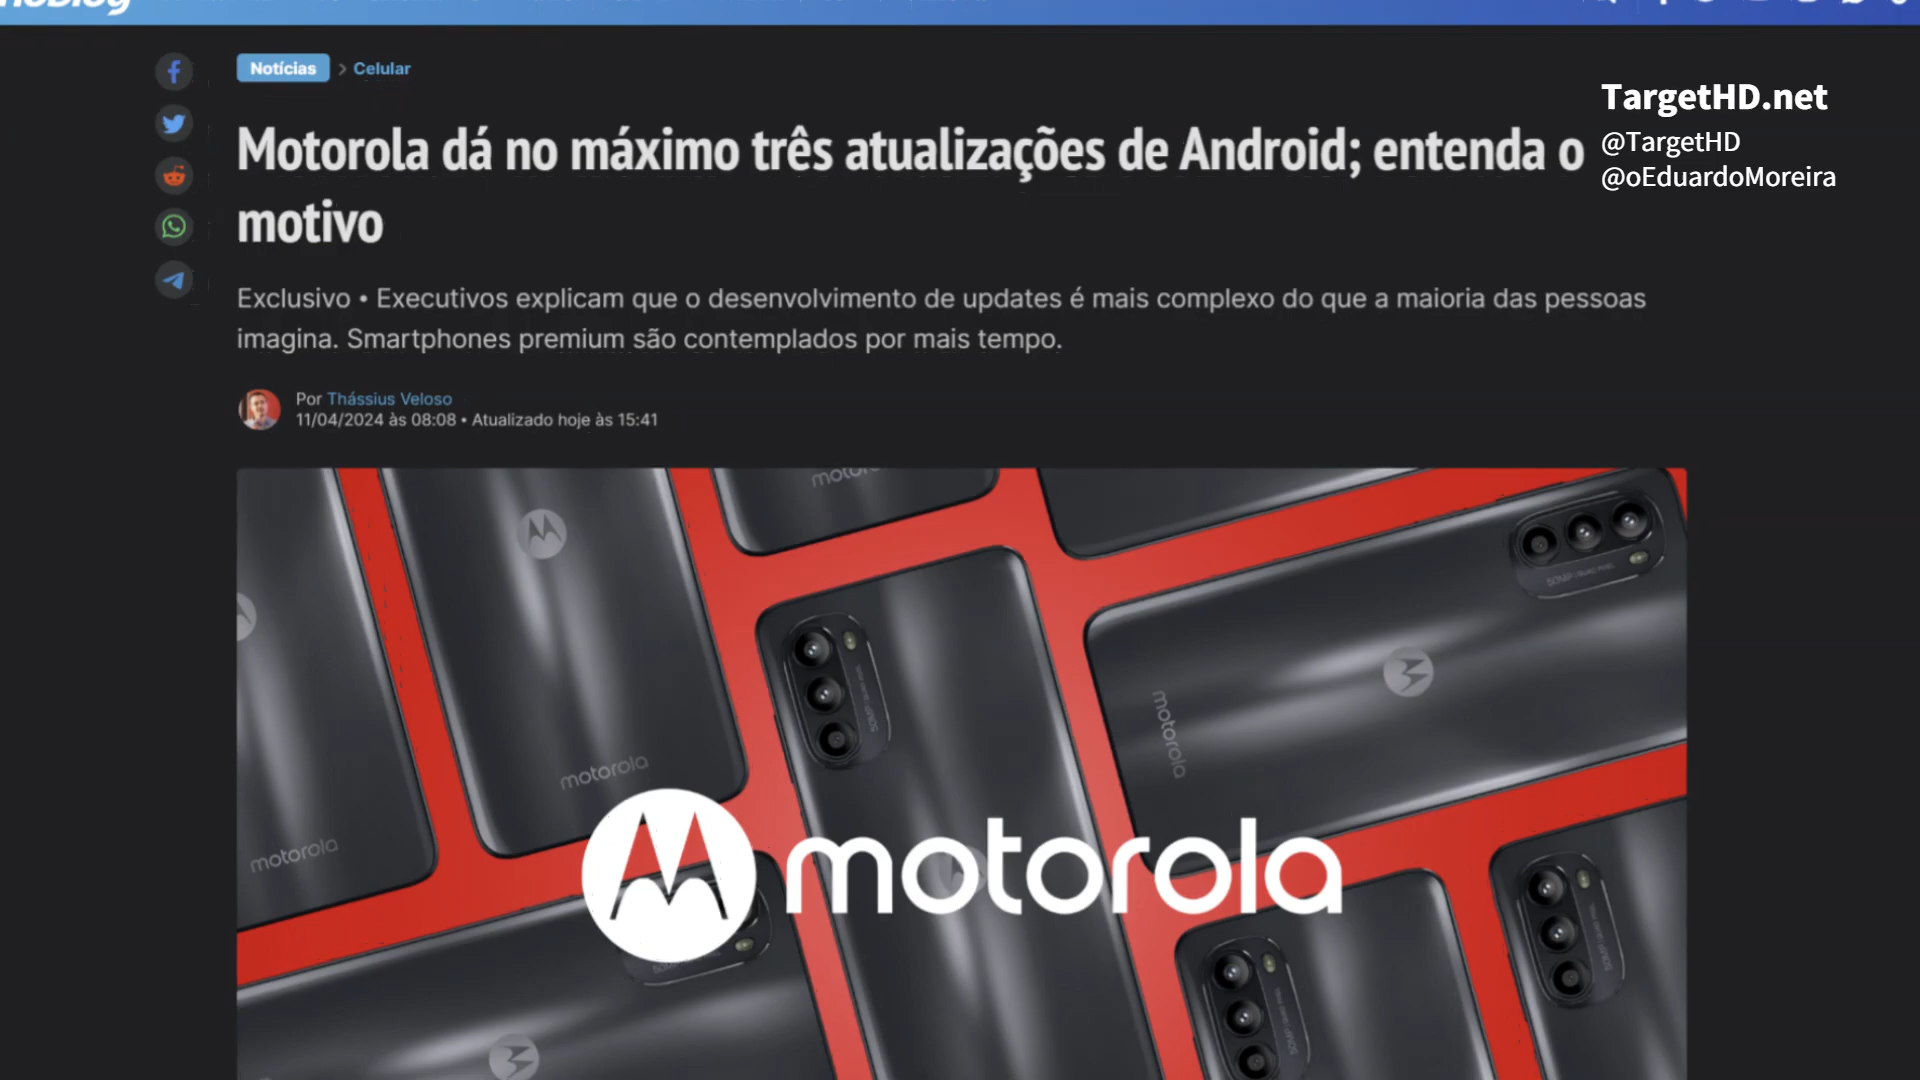 Notícias > Celular
TargetHD.net
@TargetHD
@oEduardoMoreira
Motorola dá no máximo três atualizações de Android; entenda o
motivo
Exclusivo • Executivos explicam que o desenvolvimento de updates é mais complexo do que a maioria das pessoas
imagina. Smartphones premium são contemplados por mais tempo.
Por Thássius Veloso
11/04/2024 às 08:08 • Atualizado hoje às 15:41
motorola
motorola
motorola
motorola